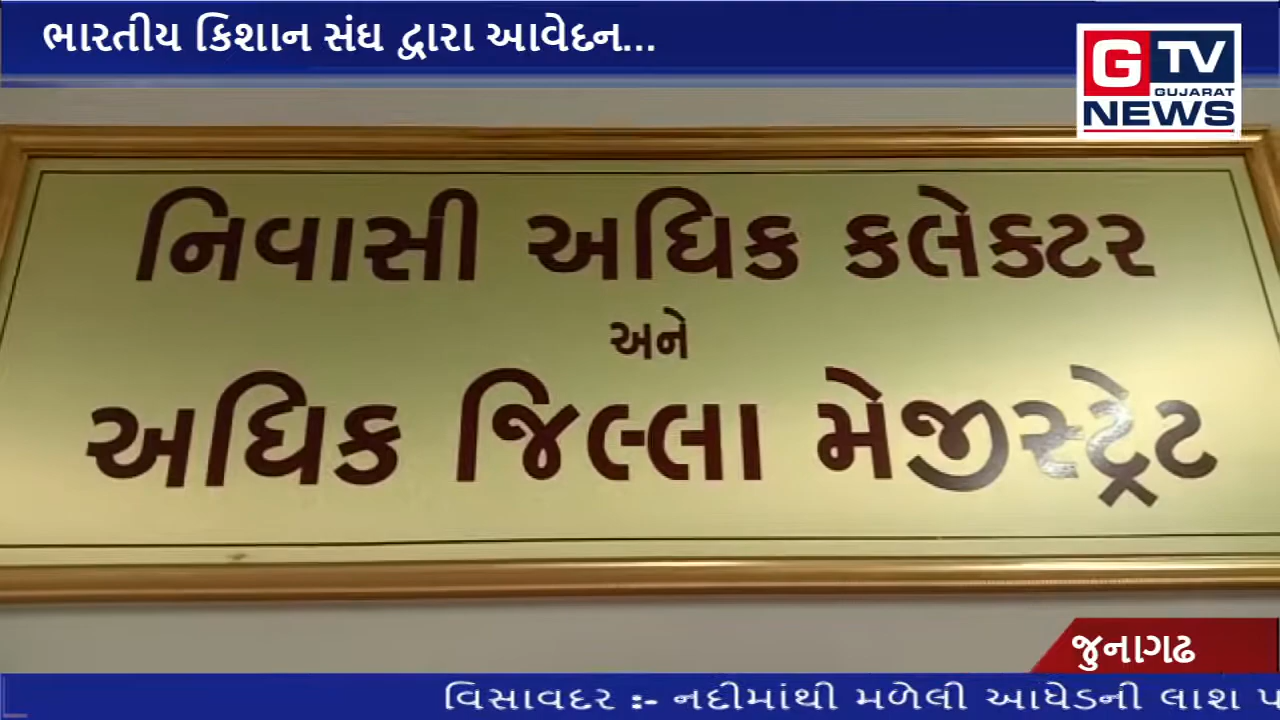 ભારતીય કિશાન સંઘ દ્વારા આવેદન...
G TV
GUJARAT
NEWS
નિવાસી અધિક કલેક્ટર
અને
અધિક જિલ્લા મેજીસ્ટ્રેટ
જુનાગઢ
વિસાવદર :- નદીમાંથી મળેલી આધેડની લાશ